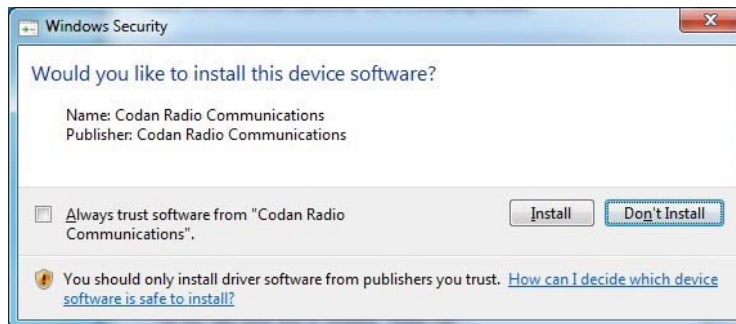 Windows Security
Would you like to install this device software?
Name: Codan Radio Communications
Publisher: Codan Radio Communications
Always trust software from "Codan Radio
Communications".
Install
Don't Install
You should only install driver software from publishers you trust. How can I decide which device
software is safe to install?